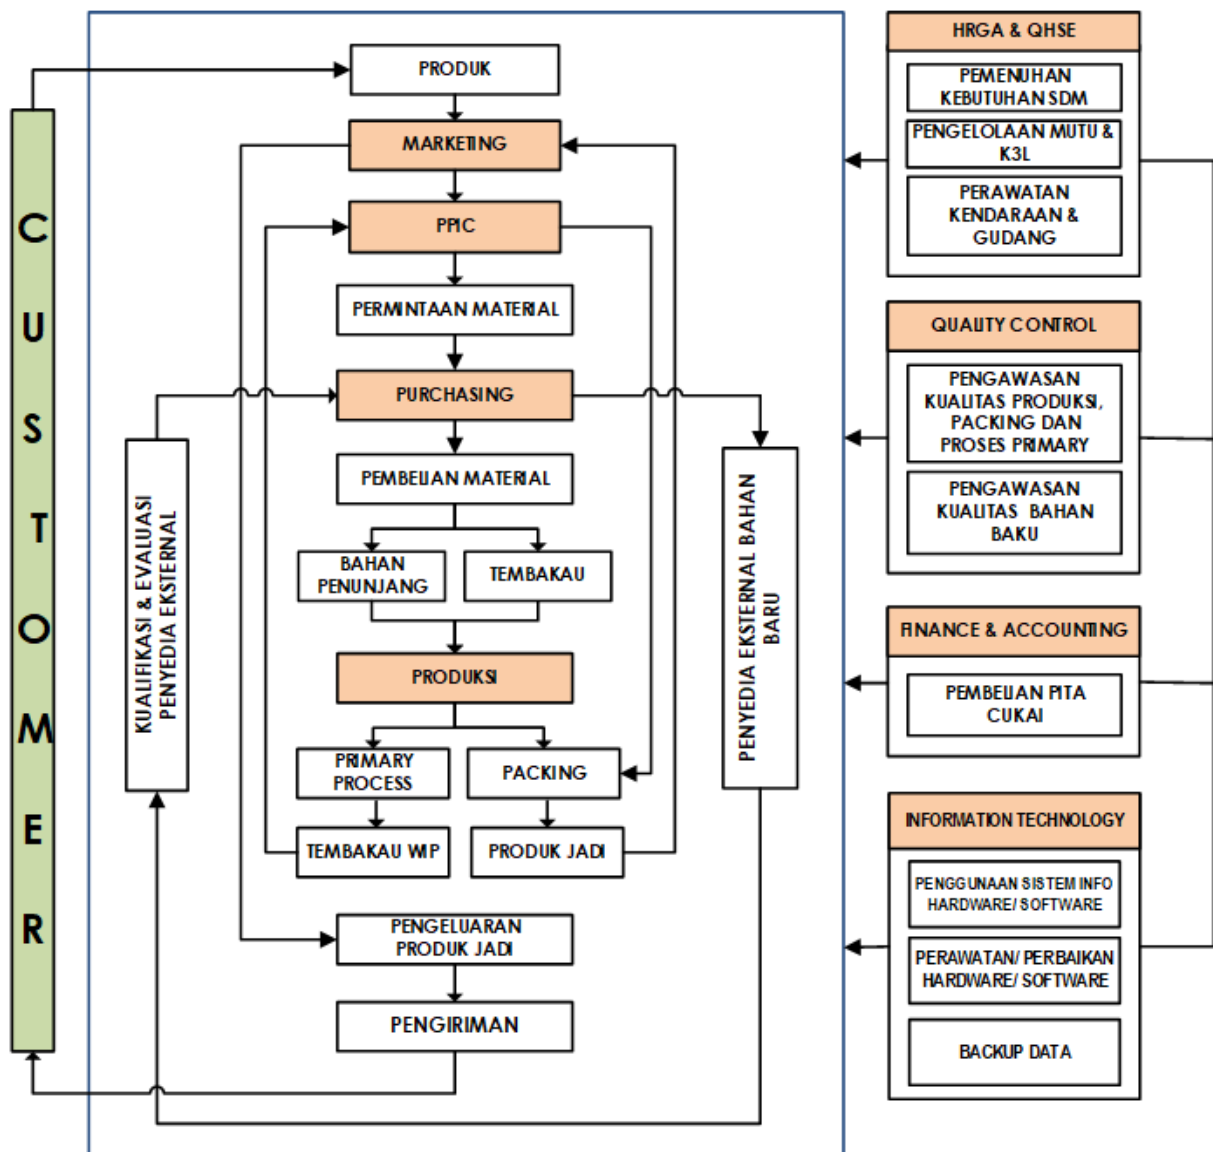 CUSTOMER
PRODUK
MARKETING
PPIC
PERMINTAAN MATERIAL
PURCHASING
PEMBELIAN MATERIAL
BAHAN
PENUNJANG
TEMBAKAU
PRODUKSI
PRIMARY
PROCESS
PACKING
TEMBAKAU WIP
PRODUK JADI
PENGELUARAN
PRODUK JADI
PENGIRIMAN
KUALIFIKASI & EVALUASI
PENYEDIA EKSTERNAL
PENYEDIA EKSTERNAL BAHAN
BARU
HRGA & QHSE
PEMENUHAN
KEBUTUHAN SDM
PENGELOLAAN MUTU &
K3L
PERAWATAN
KENDARAAN &
GUDANG
QUALITY CONTROL
PENGAWASAN
KUALITAS PRODUKSI,
PACKING DAN
PROSES PRIMARY
PENGAWASAN
KUALITAS BAHAN
BAKU
FINANCE & ACCOUNTING
PEMBELIAN PITA
CUKAI
INFORMATION TECHNOLOGY
PENGGUNAAN SISTEM INFO
HARDWARE/ SOFTWARE
PERAWATAN/ PERBAIKAN
HARDWARE/ SOFTWARE
BACKUP DATA